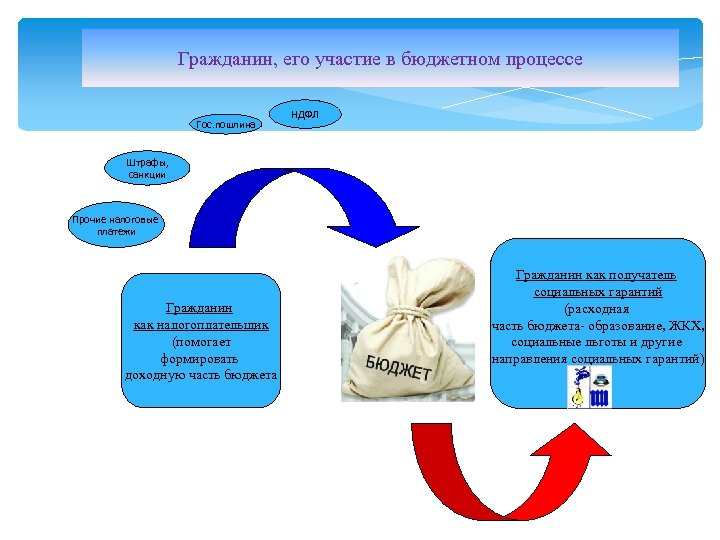 Гражданин, его участие в бюджетном процессе
НДФЛ
Гос.пошлина
Штрафы,
санкции
Прочие налоговые
платежи
Гражданин
как налогоплательщик
(помогает
формировать
доходную часть бюджета
БЮДЖЕТ
Гражданин как получатель
социальных гарантий
(расходная
часть бюджета- образование, ЖКХ,
социальные льготы и другие
направления социальных гарантий)